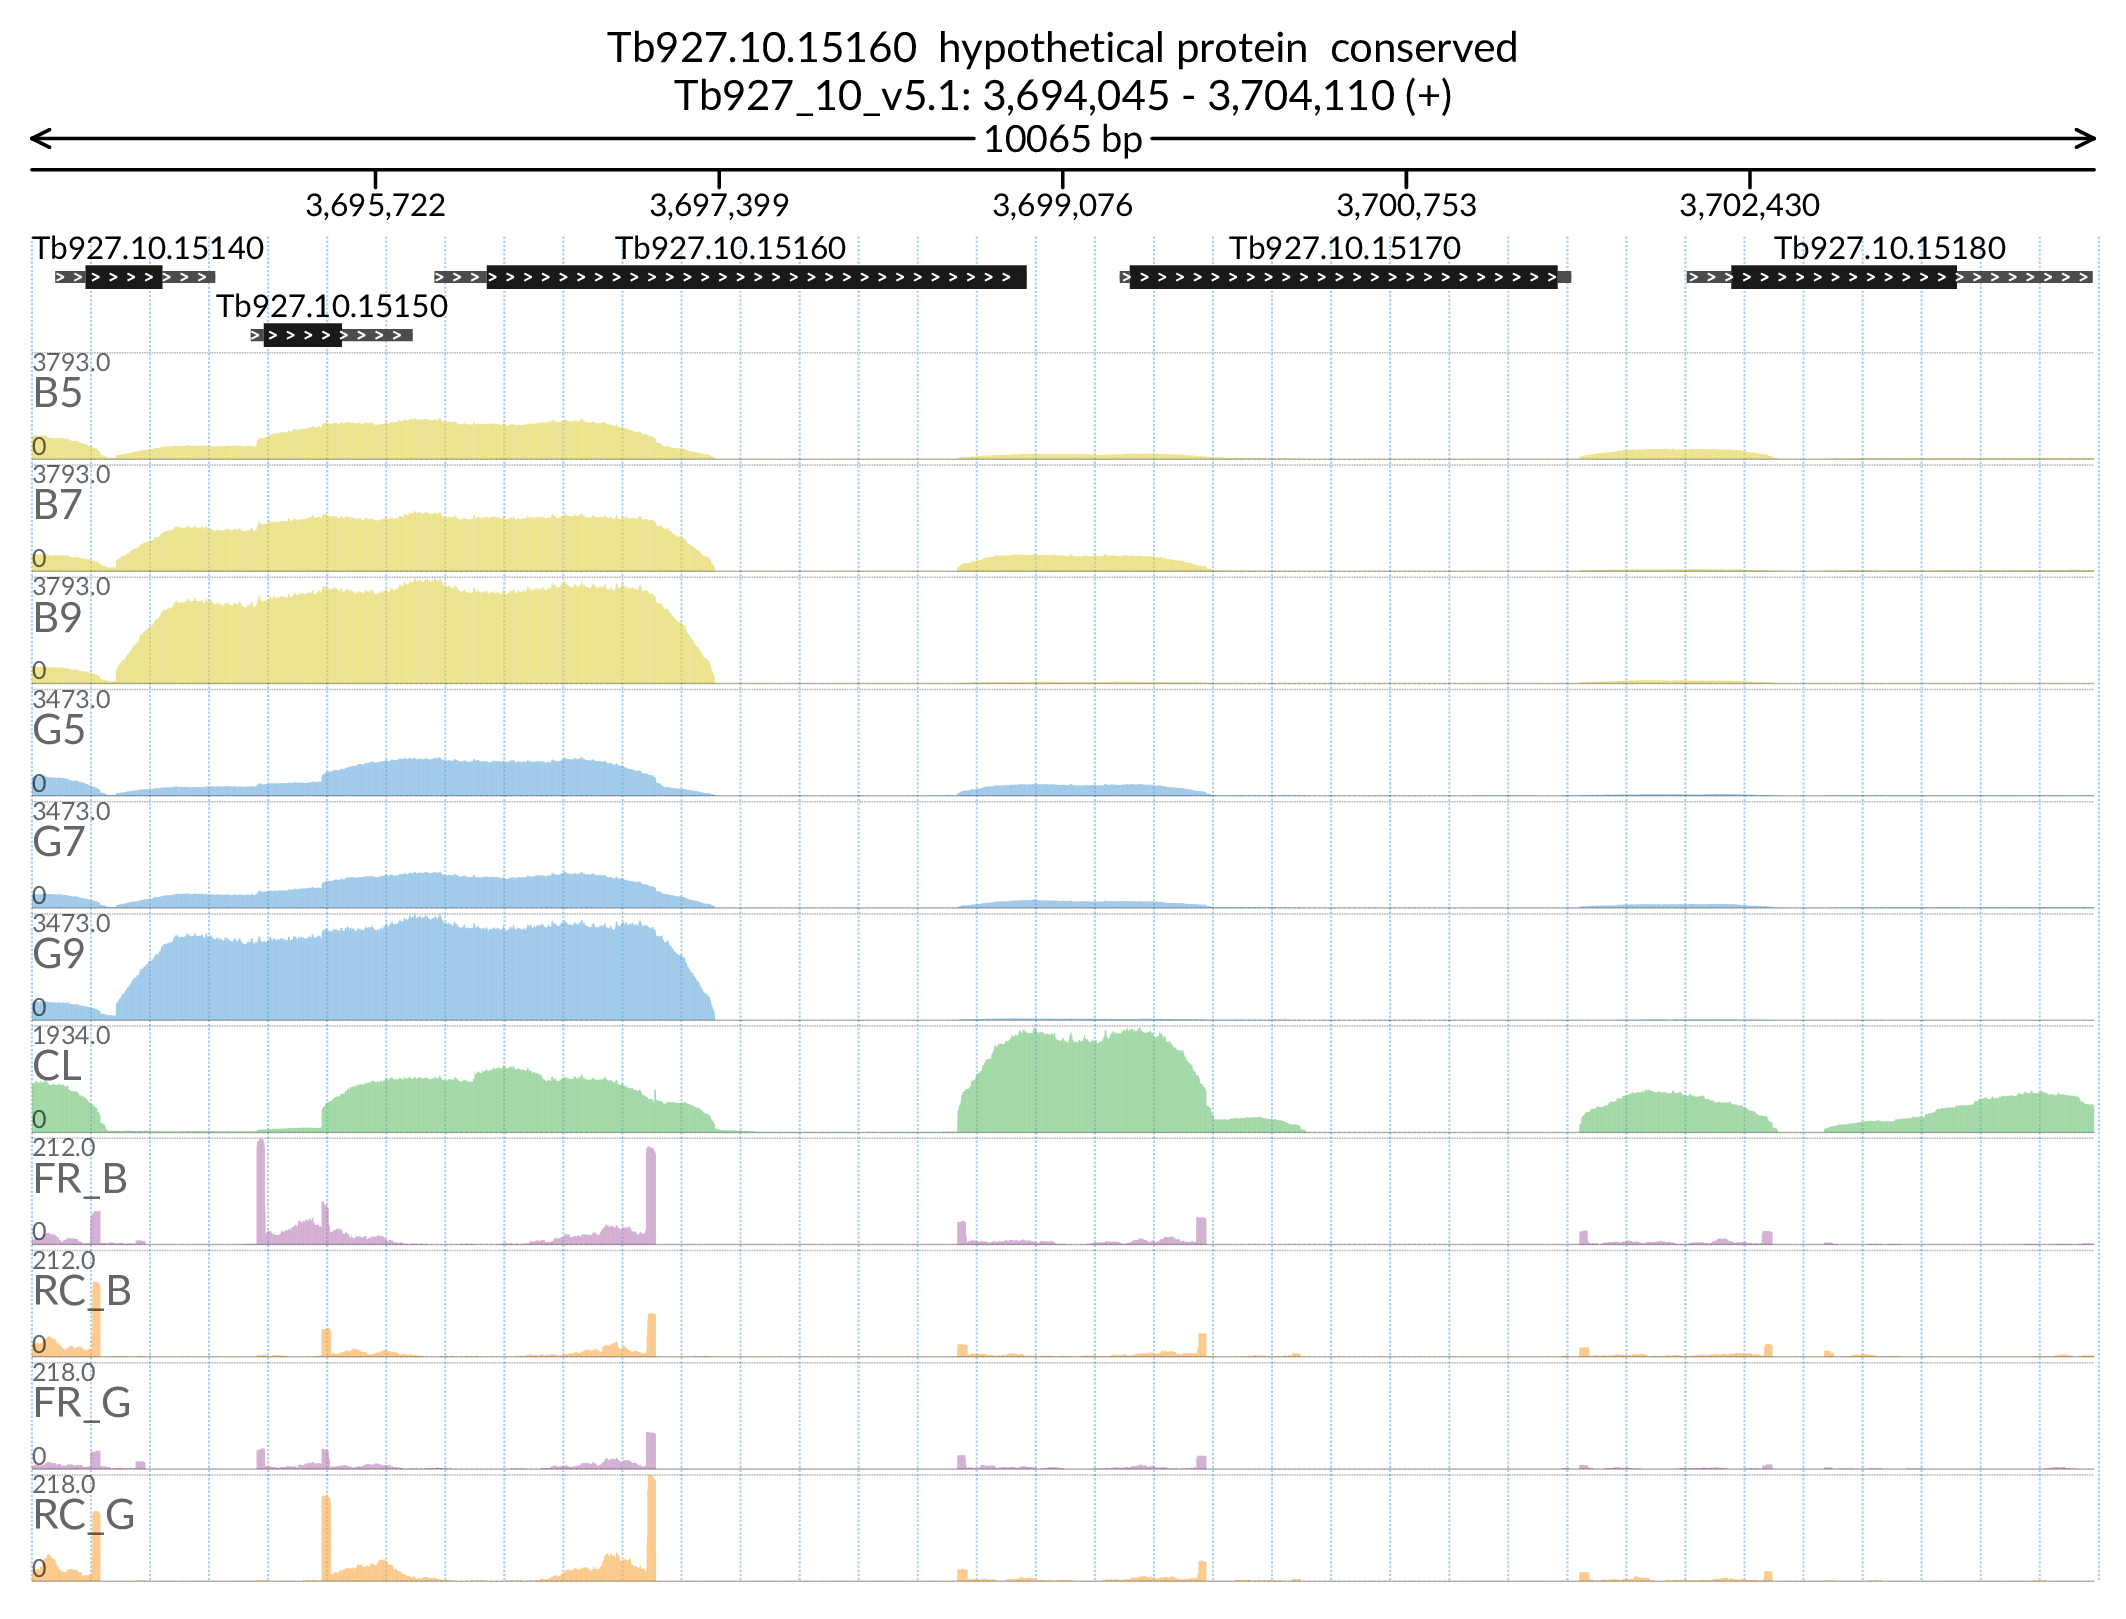 Tb927.10.15160 hypothetical protein conserved
Tb927_10_v5.1: 3,694,045 - 3,704,110 (+)
10065 bp
3,695,722 3,697,399 3,699,076 3,700,753 3,702,430
Tb927.10.15140 Tb927.10.15160 Tb927.10.15170 Tb927.10.15180
Tb927.10.15150
3793.0
B5
0
3793.0
B7
0
3793.0
B9
0
3473.0
G5
0
3473.0
G7
0
3473.0
G9
0
1934.0
CL
0
212.0
FR_B
0
212.0
RC_B
0
218.0
FR_G
0
218.0
RC_G
0